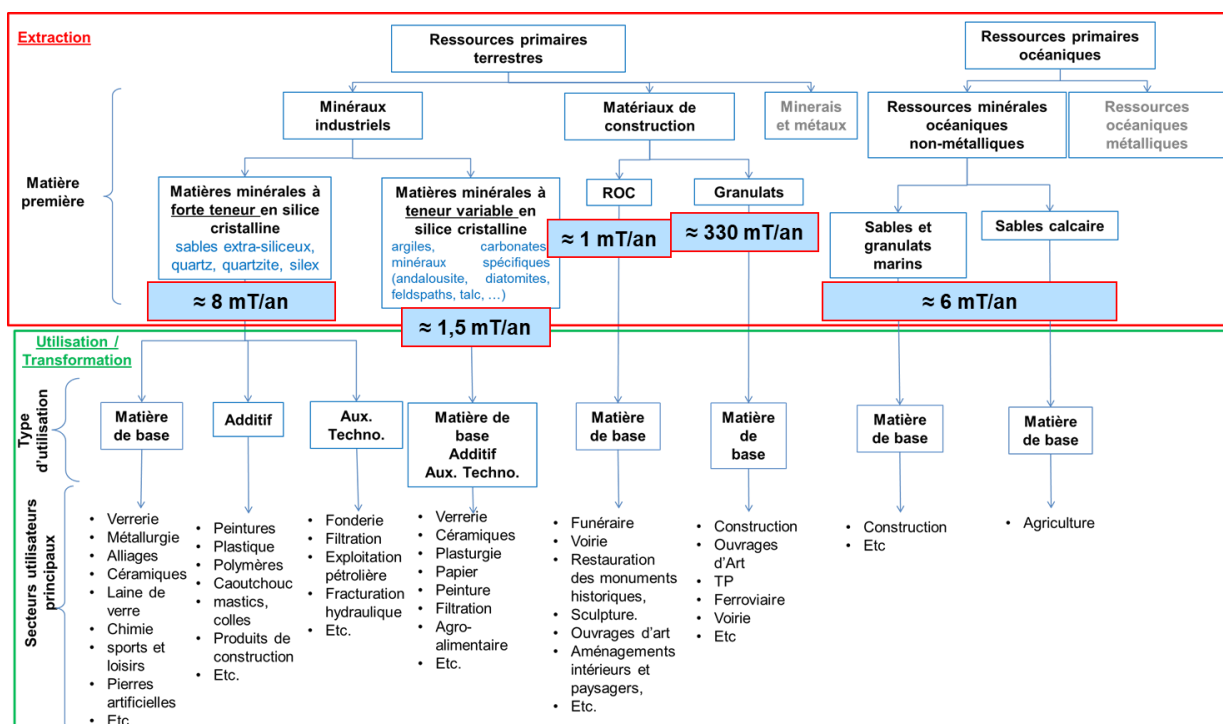 Extraction
Ressources primaires
terrestres
Ressources primaires
océaniques
Matière
première
Minéraux
industriels
Matériaux de
construction
Minerais
et métaux
Ressources minérales
océaniques
non-métalliques
Ressources
océaniques
métalliques
Matières minérales à
forte teneur en silice
cristalline
sables extra-siliceux,
quartz, quartzite, silex
≈ 8 mT/an
Matières minérales à
teneur variable en
silice cristalline
argiles, carbonates,
minéraux spécifiques
(andalousite, diatomites,
feldspaths, talc, …)
≈ 1,5 mT/an
ROC
≈ 1 mT/an
Granulats
≈ 330 mT/an
Sables et
granulats
marins
Sables calcaire
≈ 6 mT/an
Utilisation /
Transformation
Type
d'utilisation
Matière
de base
Additif
Aux.
Techno.
Matière de
base
Additif
Aux. Techno.
Matière
de base
Matière
de
base
Matière
de base
Matière
de base
Secteurs utilisateurs
principaux
• Verrerie
• Métallurgie
• Alliages
• Céramiques
• Laine de
verre
• Chimie
• sports et
loisirs
• Pierres
artificielles
• Etc
• Peintures
• Plastique
• Polymères
• Caoutchouc
• mastics,
colles
• Produits de
construction
• Etc.
• Fonderie
• Filtration
• Exploitation
pétrolière
• Fracturation
hydraulique
• Etc.
• Verrerie
• Céramiques
• Plasturgie
• Papier
• Peinture
• Filtration
• Agro-
alimentaire
• Etc.
• Funéraire
• Voirie
• Restauration
des monuments
historiques,
• Sculpture.
• Ouvrages d'art
• Aménagements
intérieurs et
paysagers,
• Etc.
• Construction
• Ouvrages
d'Art
• TP
• Ferroviaire
• Voirie
• Etc
• Construction
• Etc
• Agriculture